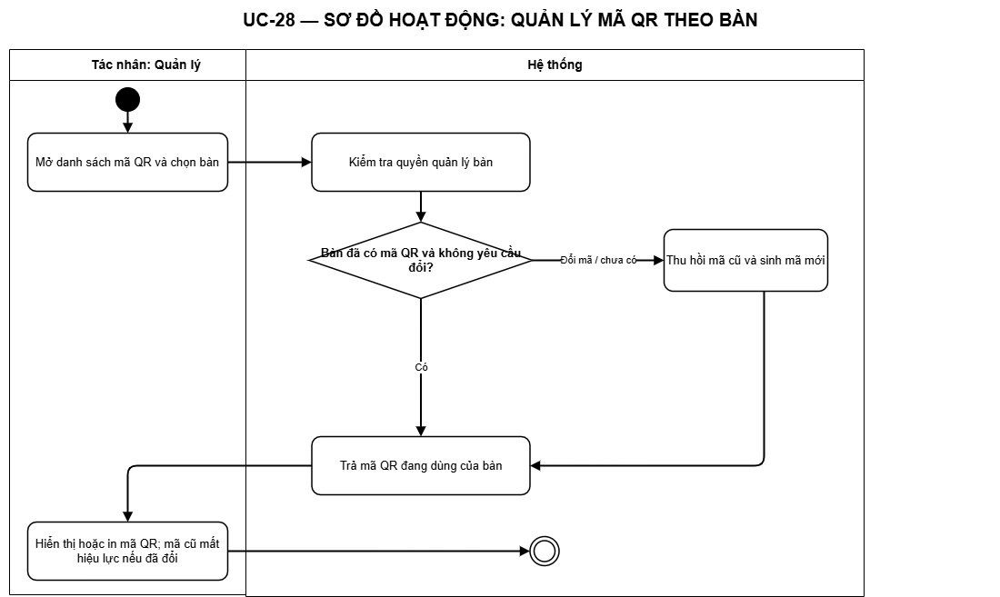 UC-28 — SƠ ĐỒ HOẠT ĐỘNG: QUẢN LÝ MÃ QR THEO BÀN
Tác nhân: Quản lý
Hệ thống
Mở danh sách mã QR và chọn bàn
Kiểm tra quyền quản lý bàn
Bàn đã có mã QR và không yêu cầu
đổi?
Đổi mã / chưa có
Thu hồi mã cũ và sinh mã mới
Có
Trả mã QR đang dùng của bàn
Hiển thị hoặc in mã QR; mã cũ mất
hiệu lực nếu đã đổi